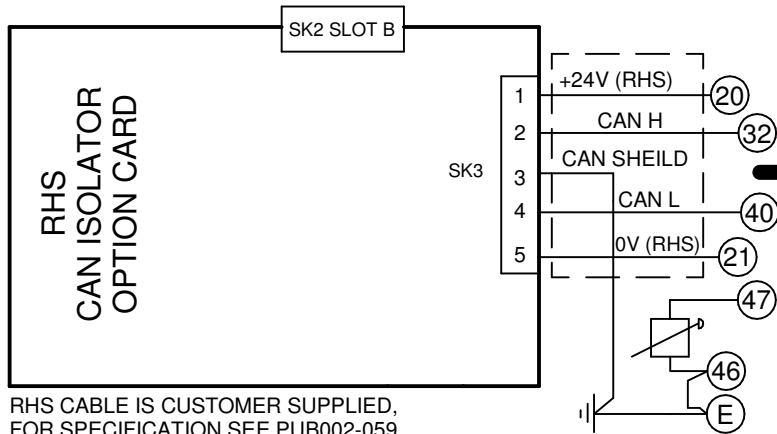 SK2 SLOT B
RHS
CAN ISOLATOR
OPTION CARD
SK3
1
+24V (RHS)
20
2
CAN H
32
3
CAN SHEILD
4
CAN L
40
5
0V (RHS)
21
47
46
E
RHS CABLE IS CUSTOMER SUPPLIED,
FOR SPECIFICATION SEE PUB002-059